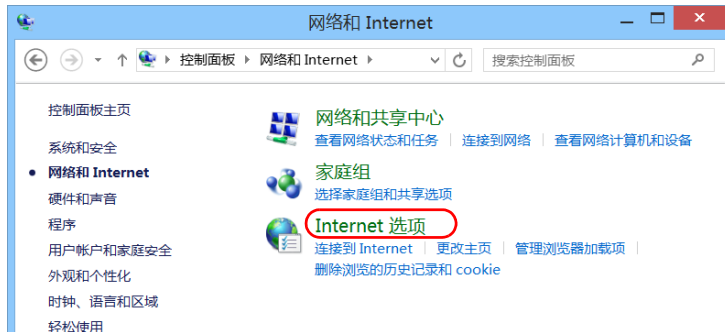 网络和 Internet
控制面板 网络和 Internet 搜索控制面板
控制面板主页
系统和安全
网络和 Internet
硬件和声音
程序
用户帐户和家庭安全
外观和个性化
时钟、语言和区域
轻松使用
网络和共享中心
查看网络状态和任务 连接到网络 查看网络计算机和设备
家庭组
选择家庭组和共享选项
Internet 选项
连接到 Internet 更改主页 管理浏览器加载项
删除浏览的历史记录和 cookie